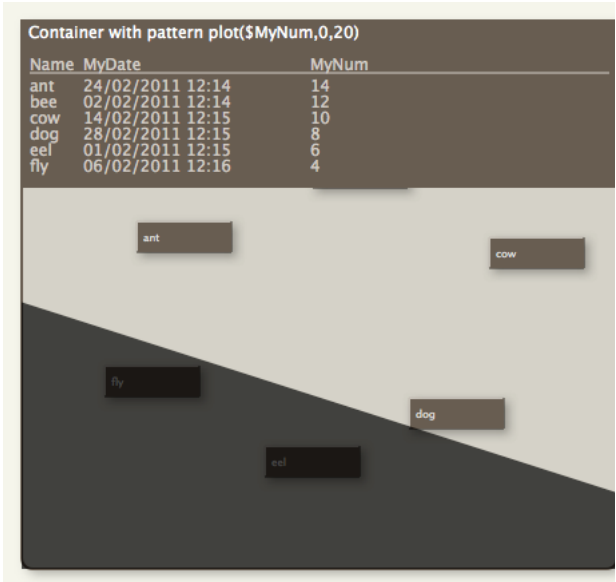 Container with pattern plot($MyNum,0,20)
Name MyDate MyNum
ant 24/02/2011 12:14 14
bee 02/02/2011 12:14 12
cow 14/02/2011 12:15 10
dog 28/02/2011 12:15 8
eel 01/02/2011 12:15 6
fly 06/02/2011 12:16 4
ant
cow
fly
dog
eel